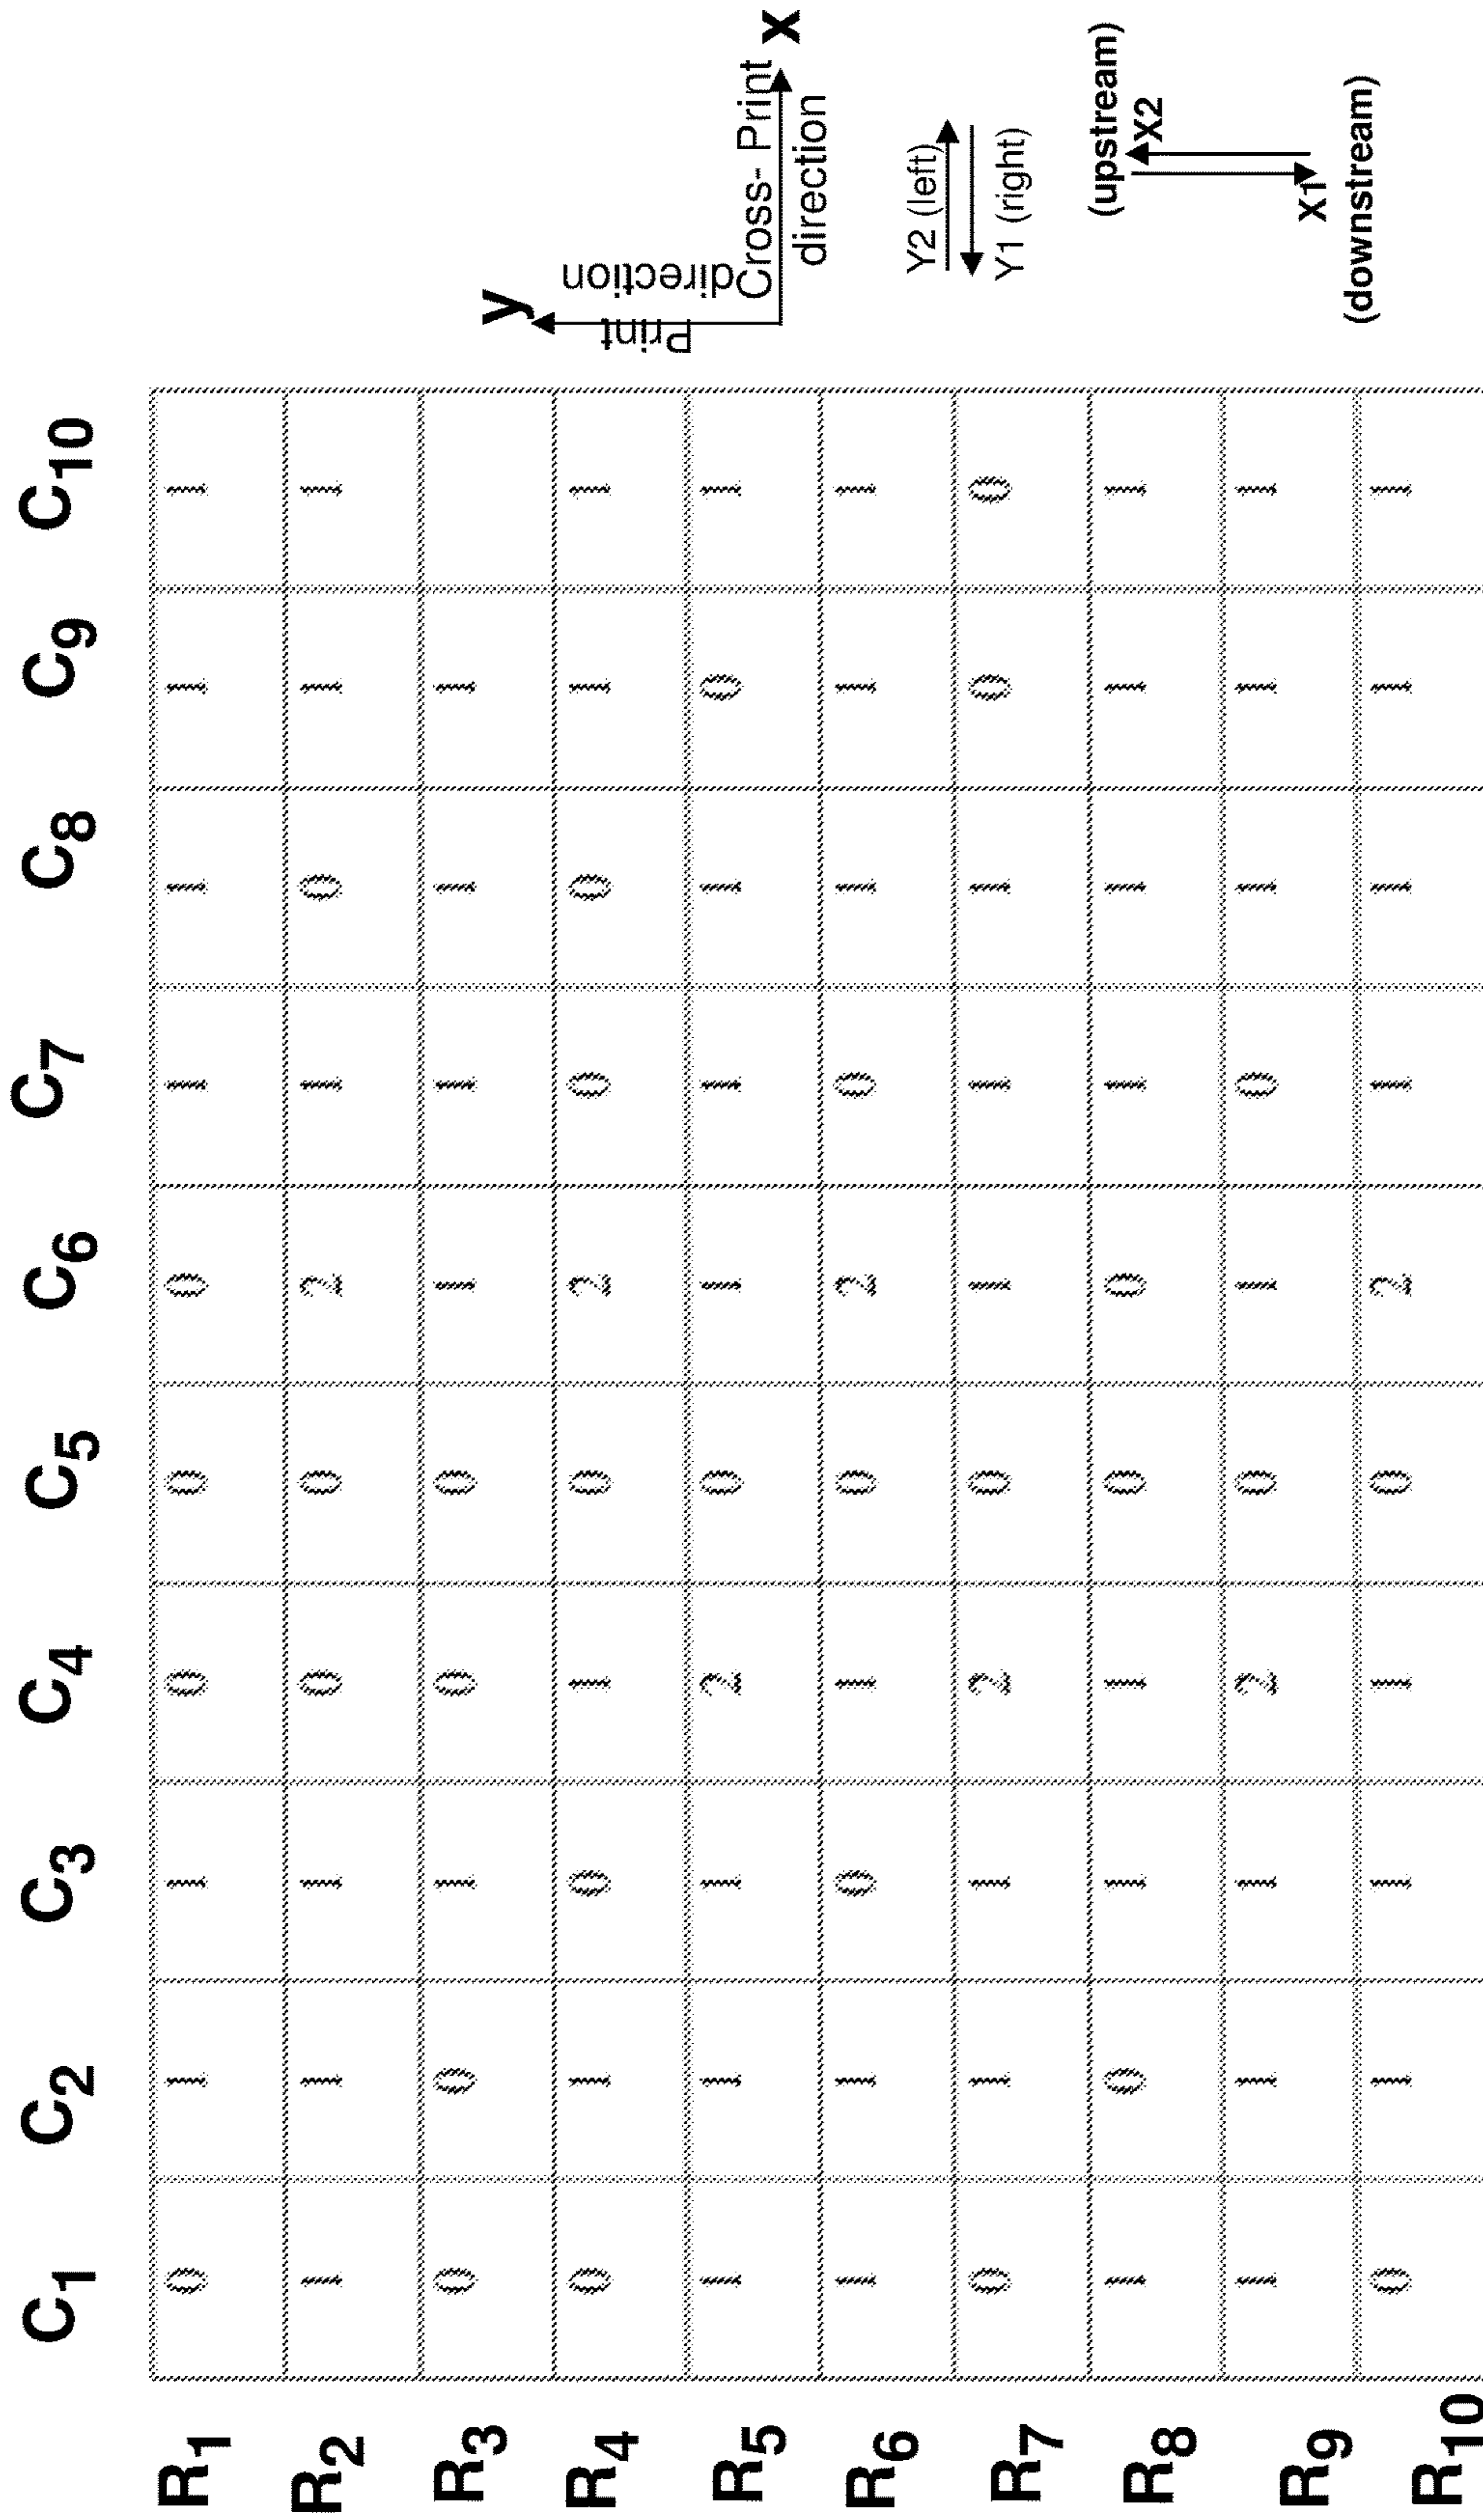 C1 C2 C3 C4 C5 C6 C7 C8 C9 C10
R1 0 1 1 0 0 0 1 1 1 1
R2 1 1 1 0 0 2 1 0 1 1
R3 0 0 1 0 0 1 1 1 1
R4 0 1 0 1 0 2 0 0 1 1
R5 1 1 1 2 0 1 1 1 0 1
R6 1 1 0 1 0 2 0 1 1 1
R7 0 1 1 2 0 1 1 1 0 0
R8 1 0 1 1 0 0 1 1 1 1
R9 1 1 1 2 0 1 0 1 1 1
R10 0 1 1 1 0 2 1 1 1 1
y
Print
direction
Cross- Print
direction
x
Y2 (left)
Y1 (right)
(upstream)
X2
X1
(downstream)